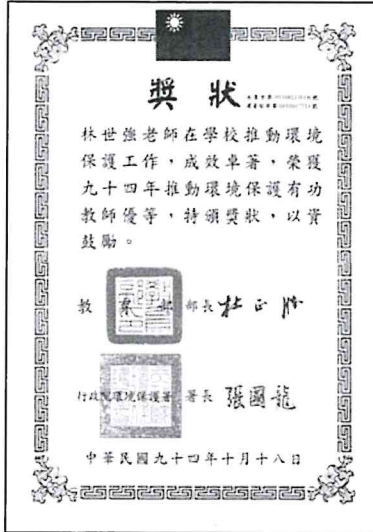 獎狀
林世強老師在學校推動環境
保護工作，成效卓著，榮獲
九十四年推動環境保護有功
教師優等，特頒獎狀，以資
鼓勵。
教育部 部長 杜正勝
行政院環境保護署 署長 張國龍
中華民國九十四年十月十八日